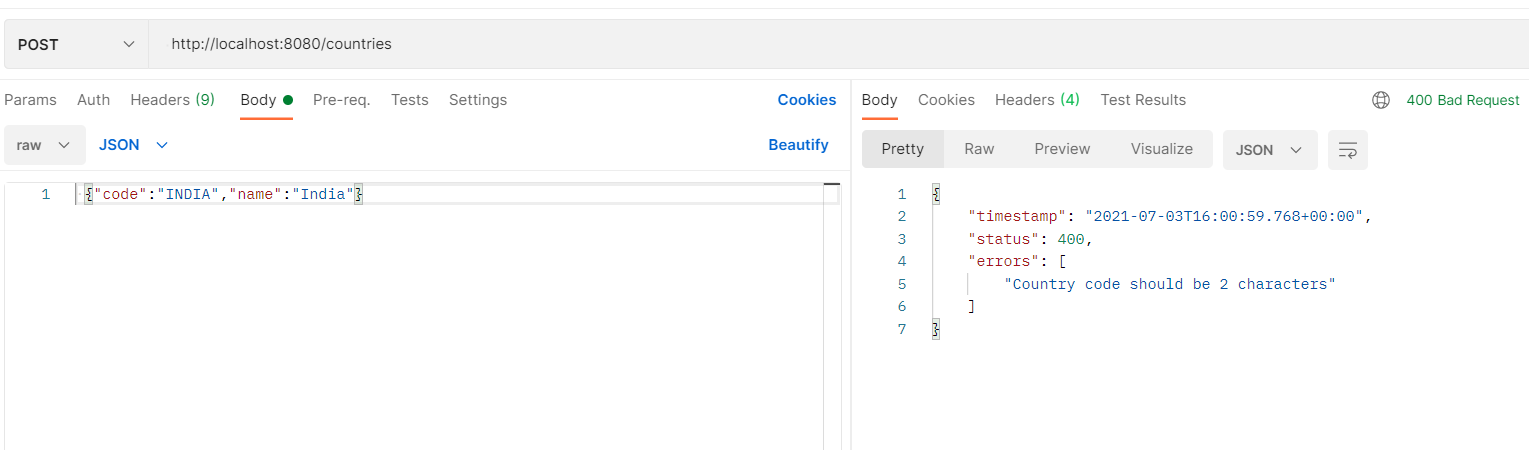 POST http://localhost:8080/countries
Params Auth Headers (9) Body Pre-req. Tests Settings Cookies
raw JSON Beautify
1 {"code":"INDIA","name":"India"}
Body Cookies Headers (4) Test Results 400 Bad Request
Pretty Raw Preview Visualize JSON
1 {
2 "timestamp": "2021-07-03T16:00:59.768+00:00",
3 "status": 400,
4 "errors": [
5 "Country code should be 2 characters"
6 ]
7 }